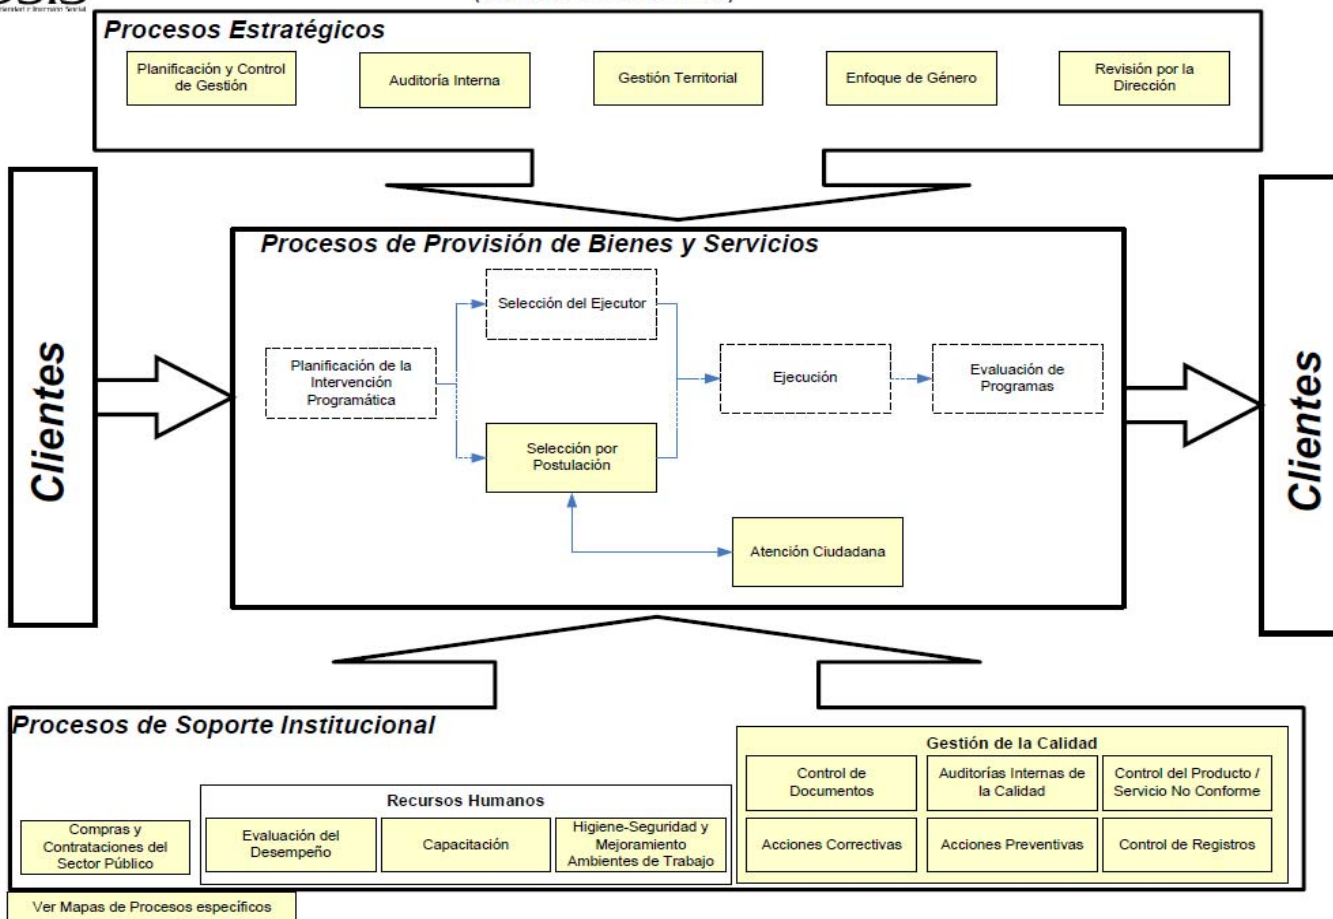 Procesos Estratégicos
Planificación y Control
de Gestión
Auditoría Interna
Gestión Territorial
Enfoque de Género
Revisión por la
Dirección
Clientes
Procesos de Provisión de Bienes y Servicios
Selección del Ejecutor
Planificación de la
Intervención
Programática
Ejecución
Evaluación de
Programas
Selección por
Postulación
Atención Ciudadana
Clientes
Procesos de Soporte Institucional
Compras y
Contrataciones del
Sector Público
Recursos Humanos
Evaluación del
Desempeño
Capacitación
Higiene-Seguridad y
Mejoramiento
Ambientes de Trabajo
Gestión de la Calidad
Control de
Documentos
Auditorías Internas de
la Calidad
Control del Producto /
Servicio No Conforme
Acciones Correctivas
Acciones Preventivas
Control de Registros
Ver Mapas de Procesos específicos